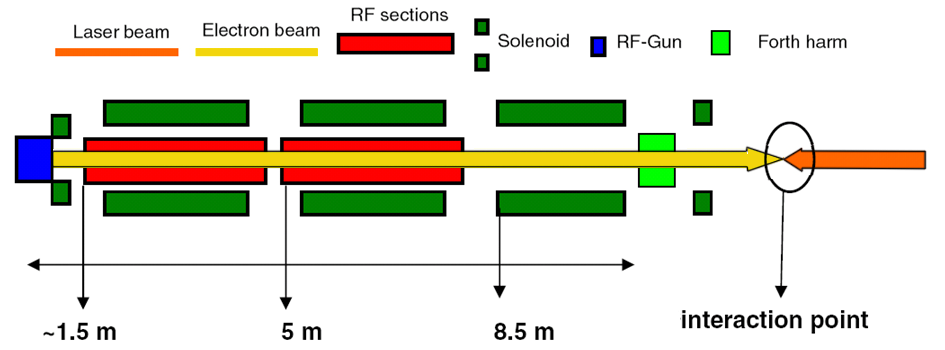 Laser beam
Electron beam
RF sections
Solenoid
RF-Gun
Forth harm
~1.5 m
5 m
8.5 m
interaction point